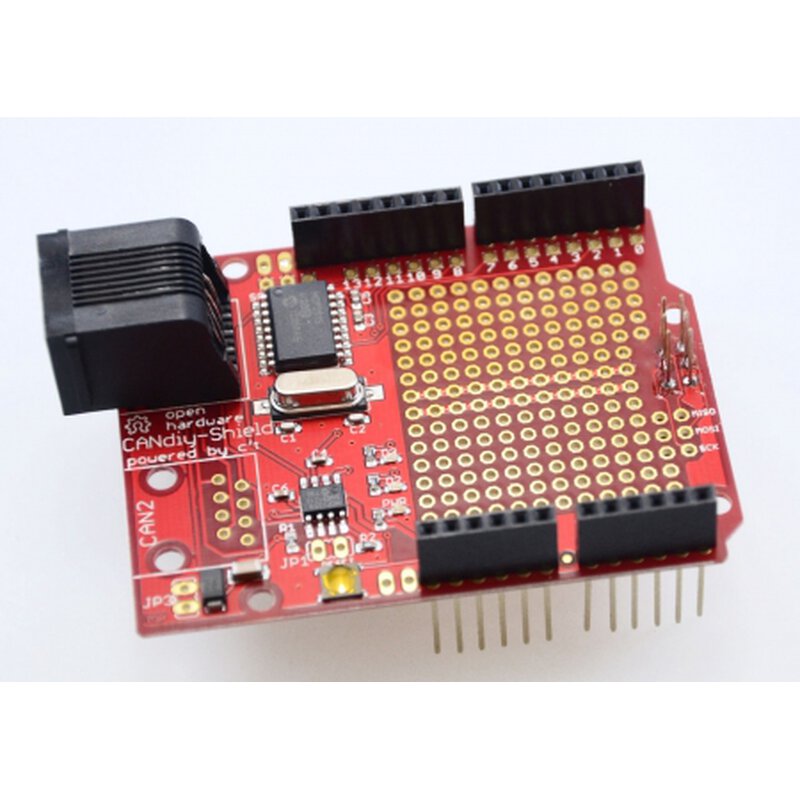 13 12 11 10 9 8
7 6 5 4 3 2 1 0
C3
open
hardware
CANdiy-Shield
powered by c't
C1
C2
MISO
MOSI
SCK
CAN2
C6
PWR
R1
R2
JP1
JP3